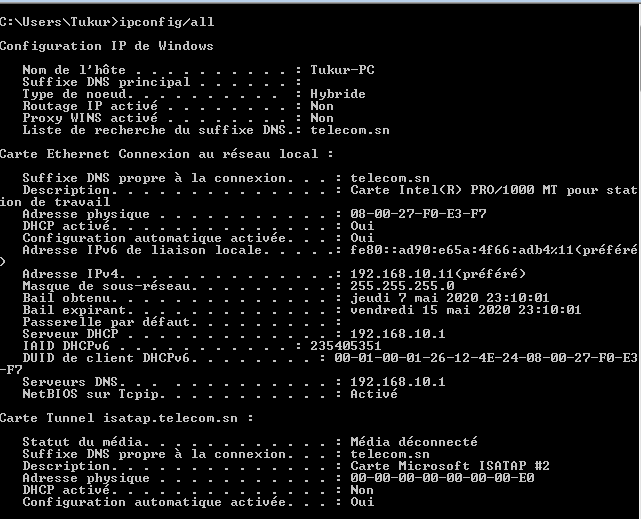 C:\Users\Tukur>ipconfig/all
Configuration IP de Windows
Nom de l'hôte . . . . . . . . . . : Tukur-PC
Suffixe DNS principal . . . . . . :
Type de noeud. . . . . . . . . . : Hybride
Routage IP activé . . . . . . . . : Non
Proxy WINS activé . . . . . . . . : Non
Liste de recherche du suffixe DNS.: telecom.sn
Carte Ethernet Connexion au réseau local :
Suffixe DNS propre à la connexion. . . : telecom.sn
Description. . . . . . . . . . . . . . : Carte Intel(R) PRO/1000 MT pour stat
ion de travail
Adresse physique . . . . . . . . . . . : 08-00-27-F0-E3-F7
DHCP activé. . . . . . . . . . . . . . : Oui
Configuration automatique activée. . . : Oui
Adresse IPv6 de liaison locale. . . . .: fe80::ad90:e65a:4f66:adb4%11(préféré
)
Adresse IPv4. . . . . . . . . . . . . .: 192.168.10.11(préféré)
Masque de sous-réseau. . . . . . . . . : 255.255.255.0
Bail obtenu. . . . . . . . . . . . . . : jeudi 7 mai 2020 23:10:01
Bail expirant. . . . . . . . . . . . . : vendredi 15 mai 2020 23:10:01
Passerelle par défaut. . . . . . . . . :
Serveur DHCP . . . . . . . . . . . . . : 192.168.10.1
IAID DHCPv6 . . . . . . . . . . . : 235405351
DUID de client DHCPv6. . . . . . . . : 00-01-00-01-26-12-4E-24-08-00-27-F0-E3
-F7
Serveurs DNS. . . . . . . . . . . . . : 192.168.10.1
NetBIOS sur Tcpip. . . . . . . . . . . : Activé
Carte Tunnel isatap.telecom.sn :
Statut du média. . . . . . . . . . . . : Média déconnecté
Suffixe DNS propre à la connexion. . . : telecom.sn
Description. . . . . . . . . . . . . . : Carte Microsoft ISATAP #2
Adresse physique . . . . . . . . . . . : 00-00-00-00-00-00-00-E0
DHCP activé. . . . . . . . . . . . . . : Non
Configuration automatique activée. . . : Oui